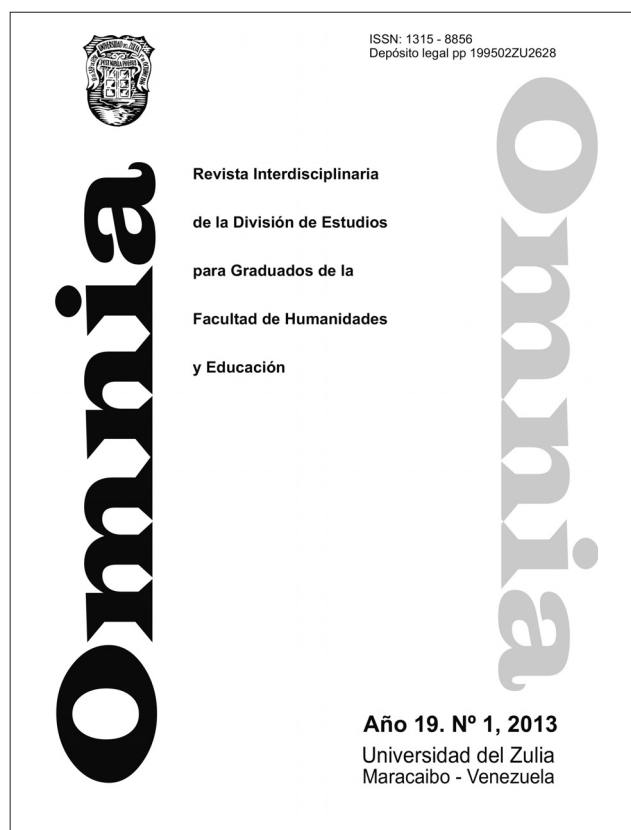 ISSN: 1315 - 8856
Depósito legal pp 199502ZU2628
Omnia
Revista Interdisciplinaria
de la División de Estudios
para Graduados de la
Facultad de Humanidades
y Educación
Omnia
Año 19. Nº 1, 2013
Universidad del Zulia
Maracaibo - Venezuela